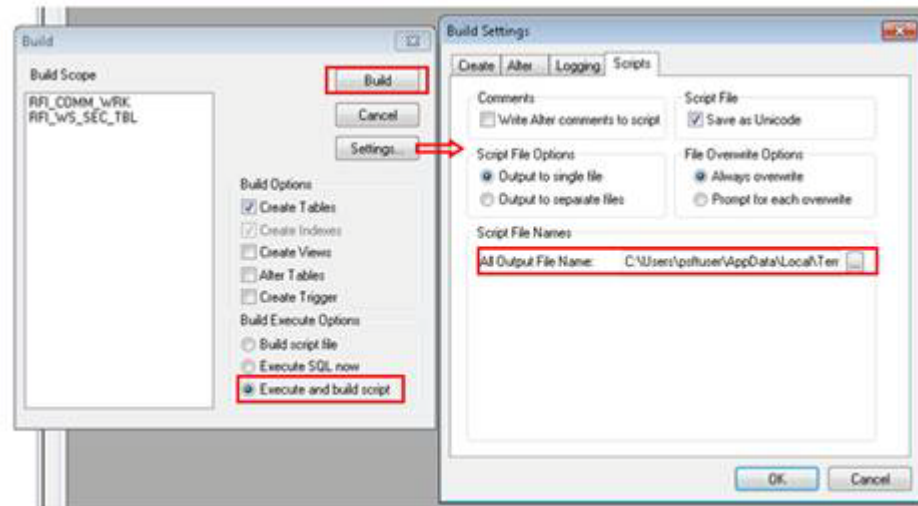 Build
Build Scope
RFI_COMM_WRK
RFI_WS_SEC_TBL
Build
Cancel
Settings...
Build Options
Create Tables
Create Indexes
Create Views
Alter Tables
Create Trigger
Build Execute Options
Build script file
Execute SQL now
Execute and build script
Build Settings
Create
Alter
Logging
Scripts
Comments
Write Alter comments to script
Script File
Save as Unicode
Script File Options
Output to single file
Output to separate files
File Overwrite Options
Always overwrite
Prompt for each overwrite
Script File Names
All Output File Name: C:\Users\psftuser\AppData\Local\Tem
...
OK
Cancel